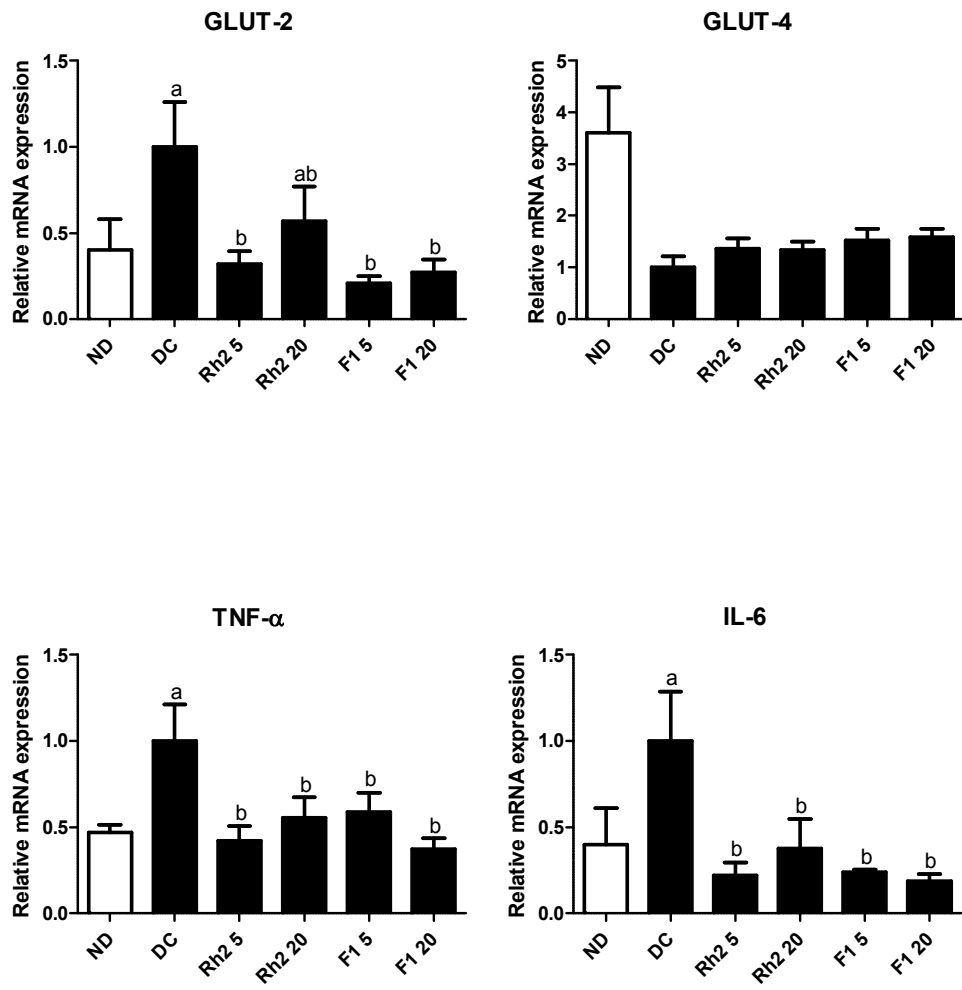 GLUT-2
Relative mRNA expression
1.5
1.0
0.5
0.0
a
b
ab
b
b
ND
DC
Rh2 5
Rh2 20
F1 5
F1 20
GLUT-4
Relative mRNA expression
5
4
3
2
1
0
ND
DC
Rh2 5
Rh2 20
F1 5
F1 20
TNF-α
Relative mRNA expression
1.5
1.0
0.5
0.0
a
b
b
b
b
ND
DC
Rh2 5
Rh2 20
F1 5
F1 20
IL-6
Relative mRNA expression
1.5
1.0
0.5
0.0
a
b
b
b
b
ND
DC
Rh2 5
Rh2 20
F1 5
F1 20